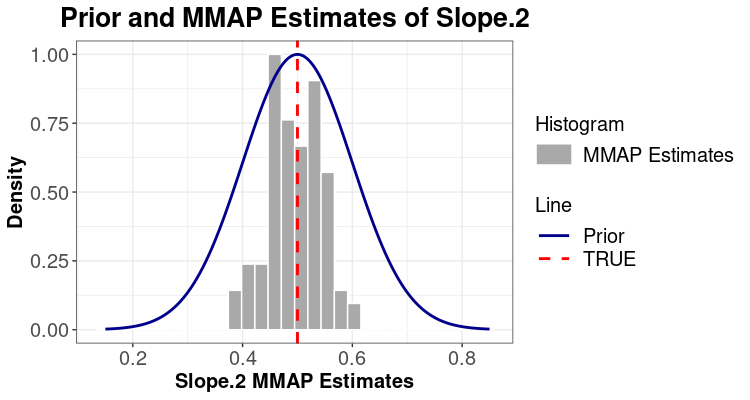 Prior and MMAP Estimates of Slope.2
1.00
0.75
0.50
0.25
0.00
Density
0.2 0.4 0.6 0.8
Slope.2 MMAP Estimates
Histogram
MMAP Estimates
Line
Prior
TRUE